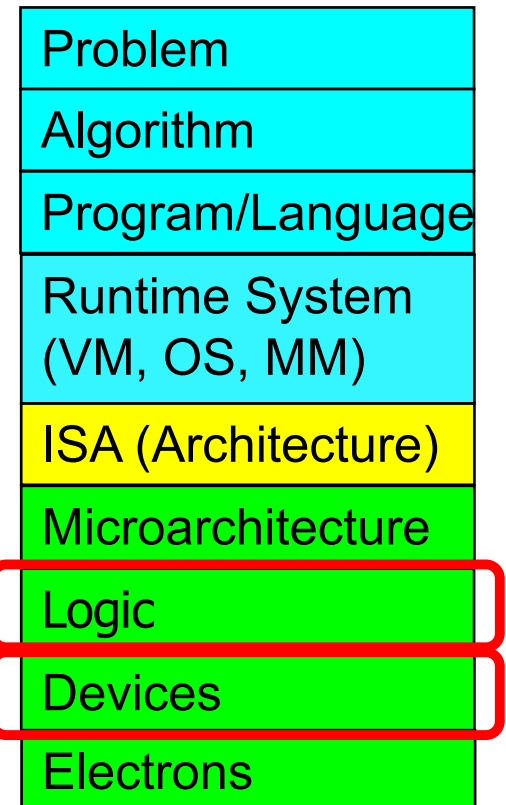 Problem
Algorithm
Program/Language
Runtime System
(VM, OS, MM)
ISA (Architecture)
Microarchitecture
Logic
Devices
Electrons